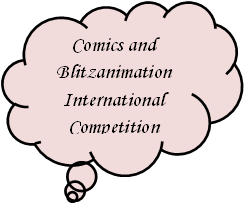 Comics and
Blitzanimation
International
Competition